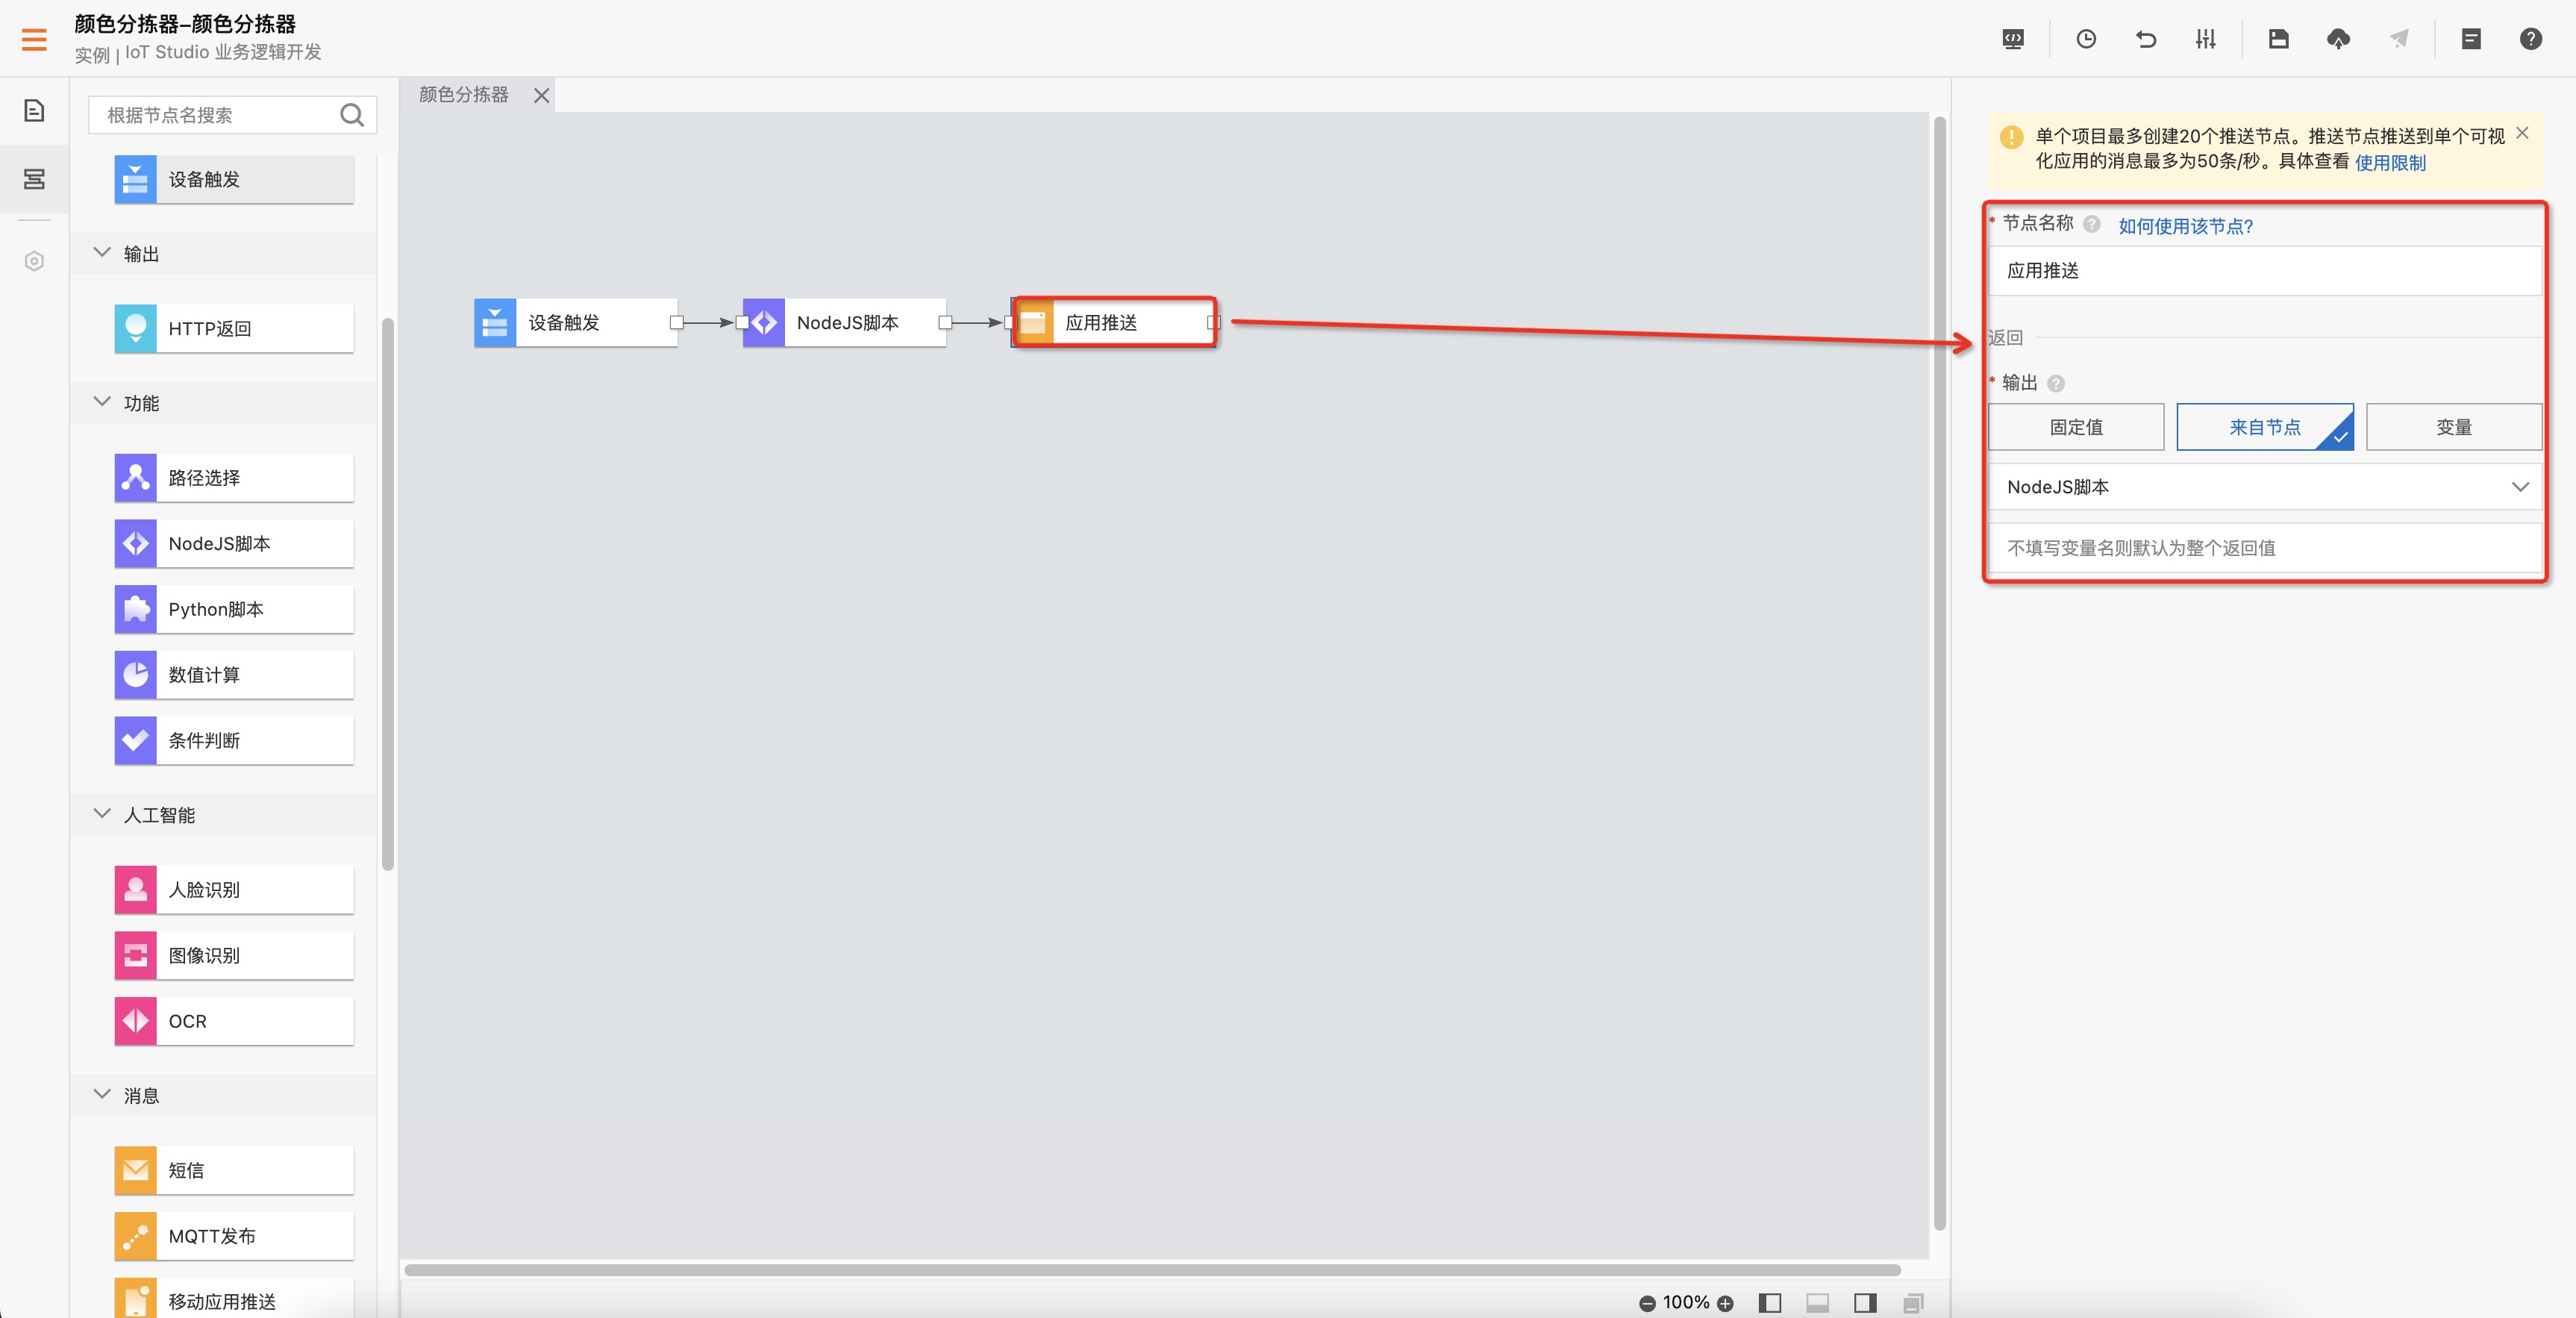 颜色分拣器–颜色分拣器
实例 | IoT Studio 业务逻辑开发
根据节点名搜索
设备触发
输出
HTTP返回
功能
路径选择
NodeJS脚本
Python脚本
数值计算
条件判断
人工智能
人脸识别
图像识别
OCR
消息
短信
MQTT发布
移动应用推送
颜色分拣器
设备触发
NodeJS脚本
应用推送
100%
单个项目最多创建20个推送节点。推送节点推送到单个可视
化应用的消息最多为50条/秒。具体查看 使用限制
* 节点名称 ? 如何使用该节点?
应用推送
返回
* 输出 ?
固定值
来自节点
变量
NodeJS脚本
不填写变量名则默认为整个返回值